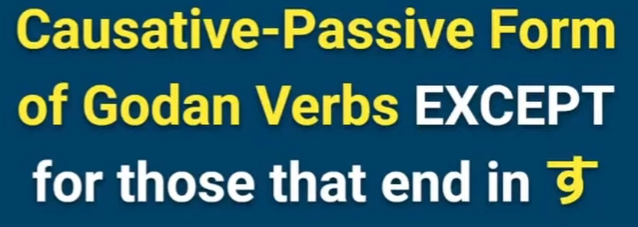 Causative-Passive Form
of Godan Verbs EXCEPT
for those that end in す